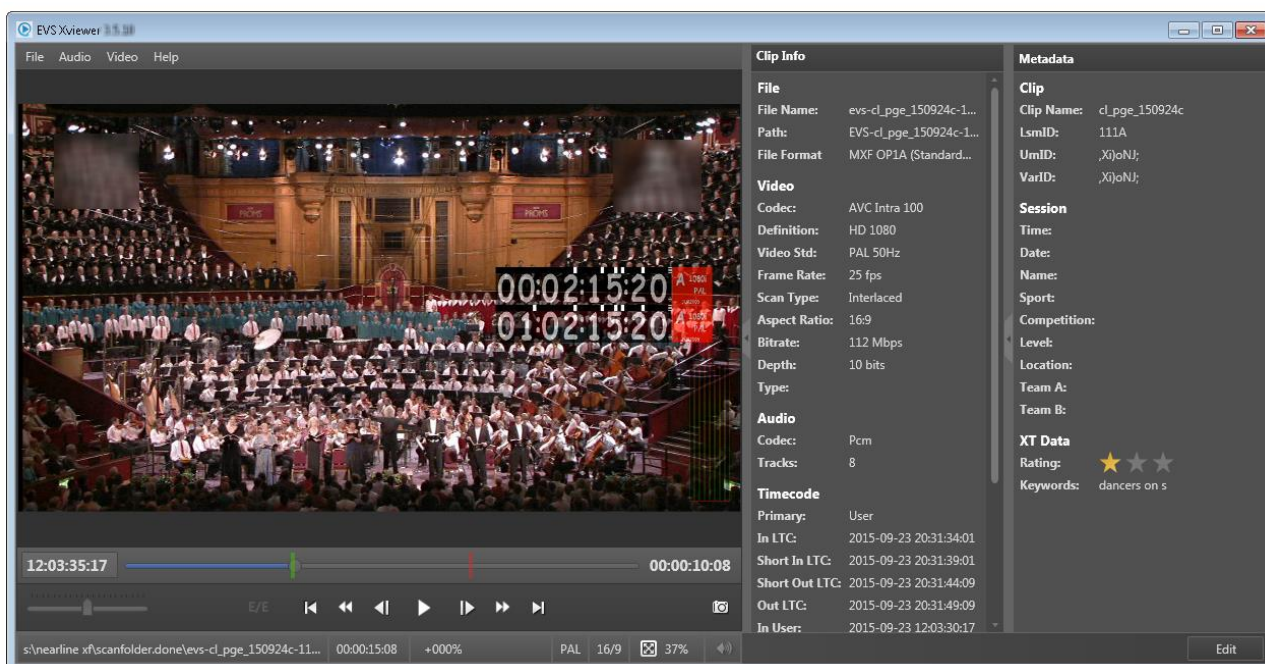 EVS Xviewer
File Audio Video Help
PROMS PROMS
00:02:15:20 A 1080i
PAL
01:02:15:20 A
12:03:35:17 00:00:10:08
E/E
s:\nearline xf\scanfolder.done\evs-cl_pge_150924c-11... 00:00:15:08 +000% PAL 16/9 37%
Clip Info
File
File Name: evs-cl_pge_150924c-1...
Path: EVS-cl_pge_150924c-1...
File Format MXF OP1A (Standard...
Video
Codec: AVC Intra 100
Definition: HD 1080
Video Std: PAL 50Hz
Frame Rate: 25 fps
Scan Type: Interlaced
Aspect Ratio: 16:9
Bitrate: 112 Mbps
Depth: 10 bits
Type:
Audio
Codec: Pcm
Tracks: 8
Timecode
Primary: User
In LTC: 2015-09-23 20:31:34:01
Short In LTC: 2015-09-23 20:31:39:01
Short Out LTC: 2015-09-23 20:31:44:09
Out LTC: 2015-09-23 20:31:49:09
In User: 2015-09-23 12:03:30:17
Metadata
Clip
Clip Name: cl_pge_150924c
LsmID: 111A
UmID: ,Xi)oNJ;
VarID: ,Xi)oNJ;
Session
Time:
Date:
Name:
Sport:
Competition:
Level:
Location:
Team A:
Team B:
XT Data
Rating:
Keywords: dancers on s
Edit